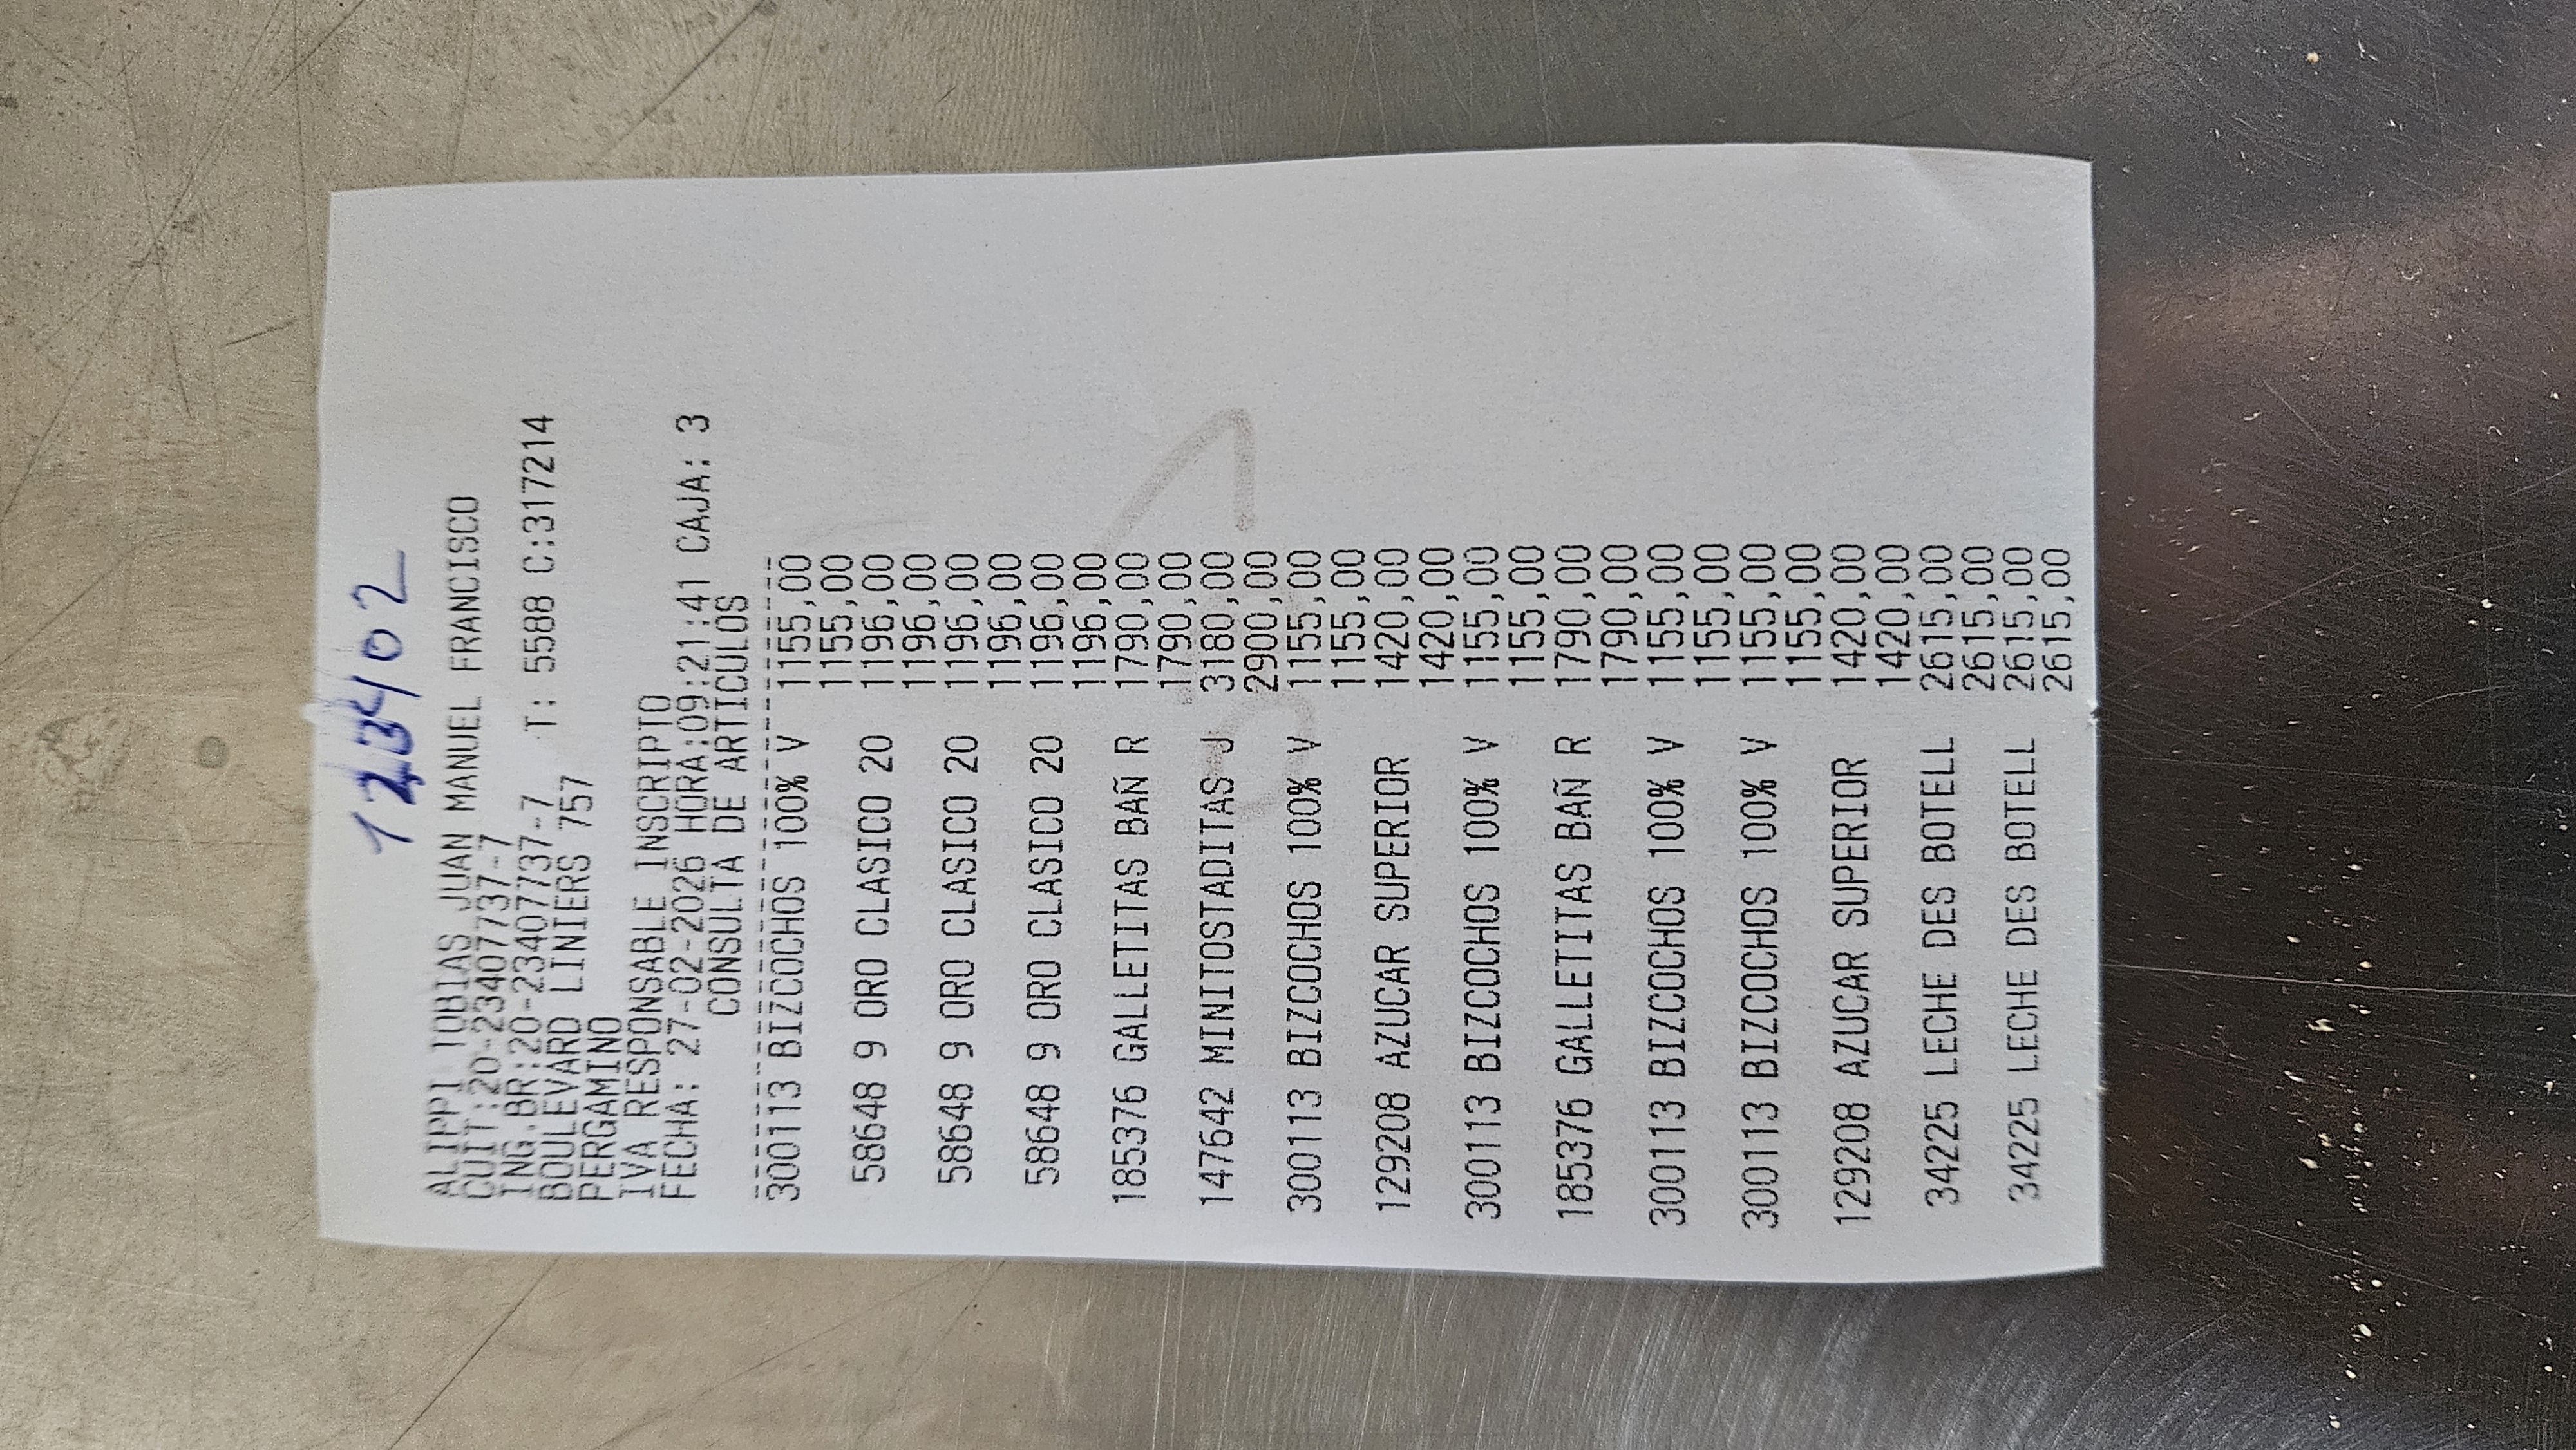 123402
ALIPPI TOBIAS JUAN MANUEL FRANCISCO
CUIT:20-23407737-7
ING.BR:20-23407737-7 T: 5588 C:317214
BOULEVARD LINIERS 757
PERGAMINO
IVA RESPONSABLE INSCRIPTO
FECHA: 27-02-2026 HORA:09:21:41 CAJA: 3
CONSULTA DE ARTICULOS
300113 BIZCOCHOS 100% V 1155,00
1155,00
58648 9 ORO CLASICO 20 1196,00
1196,00
58648 9 ORO CLASICO 20 1196,00
1196,00
58648 9 ORO CLASICO 20 1196,00
1196,00
185376 GALLETITAS BAÑ R 1790,00
1790,00
147642 MINITOSTADITAS J 3180,00
2900,00
300113 BIZCOCHOS 100% V 1155,00
1155,00
129208 AZUCAR SUPERIOR 1420,00
1420,00
300113 BIZCOCHOS 100% V 1155,00
1155,00
185376 GALLETITAS BAÑ R 1790,00
1790,00
300113 BIZCOCHOS 100% V 1155,00
1155,00
300113 BIZCOCHOS 100% V 1155,00
1155,00
129208 AZUCAR SUPERIOR 1420,00
1420,00
34225 LECHE DES BOTELL 2615,00
2615,00
34225 LECHE DES BOTELL 2615,00
2615,00